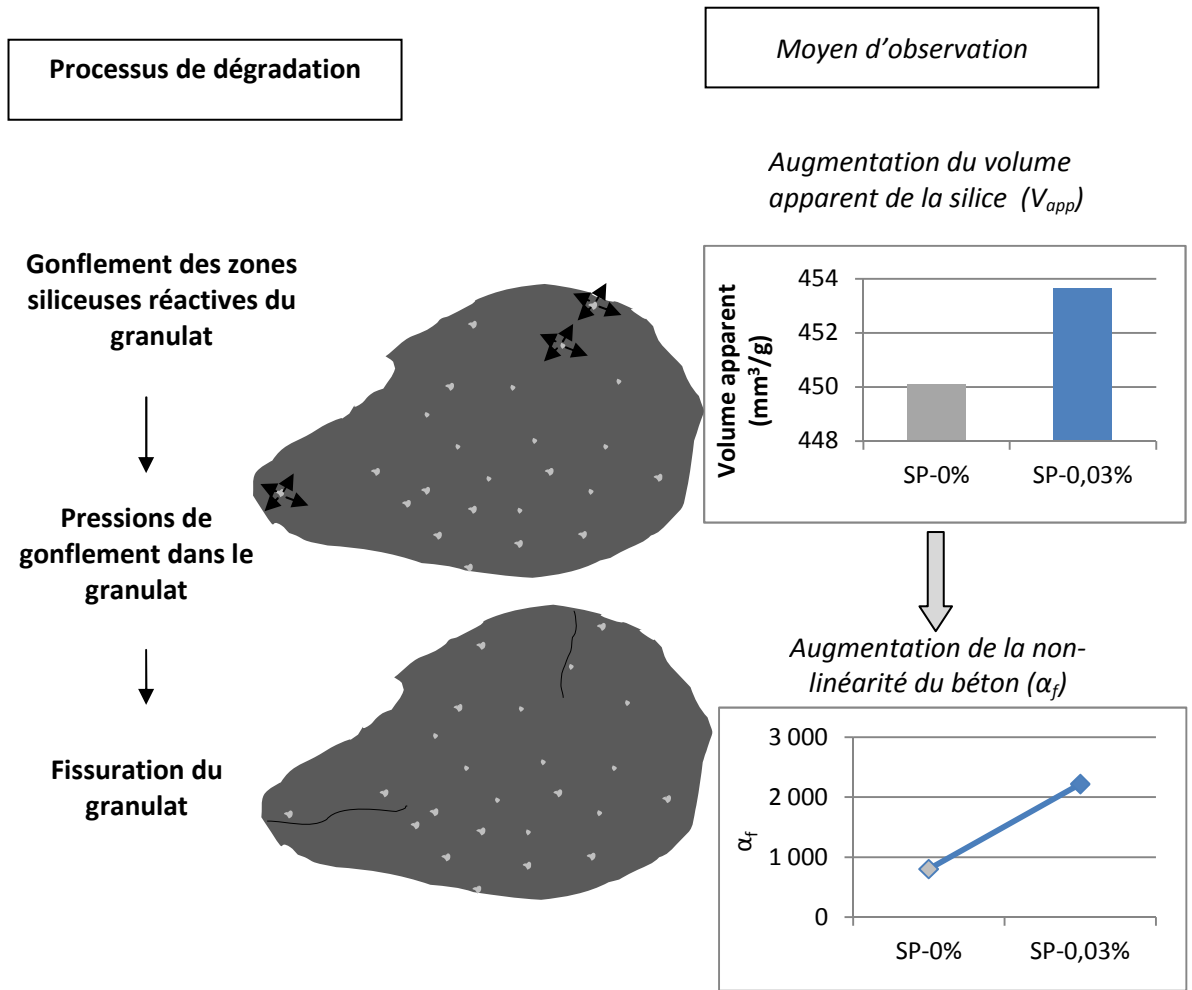 Processus de dégradation
Moyen d’observation
Gonflement des zones
siliceuses réactives du
granulat
Pressions de
gonflement dans le
granulat
Fissuration du
granulat
Augmentation du volume
apparent de la silice (Vapp)
Volume apparent
(mm³/g)
454
452
450
448
SP-0%
SP-0,03%
Augmentation de la non-
linéarité du béton (αf)
αf
3 000
2 000
1 000
0
SP-0%
SP-0,03%